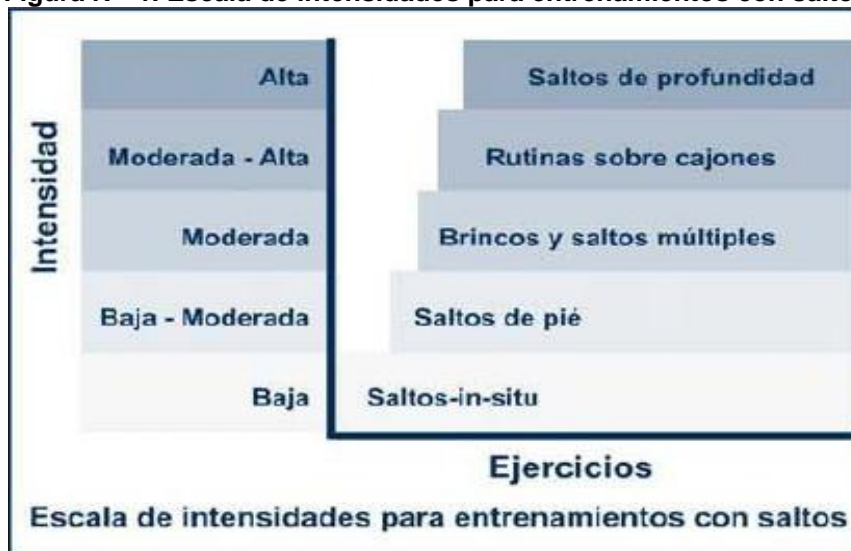 Alta Saltos de profundidad
Moderada - Alta Rutinas sobre cajones
Intensidad
Moderada Brincos y saltos múltiples
Baja - Moderada Saltos de pié
Baja Saltos-in-situ
Ejercicios
Escala de intensidades para entrenamientos con saltos